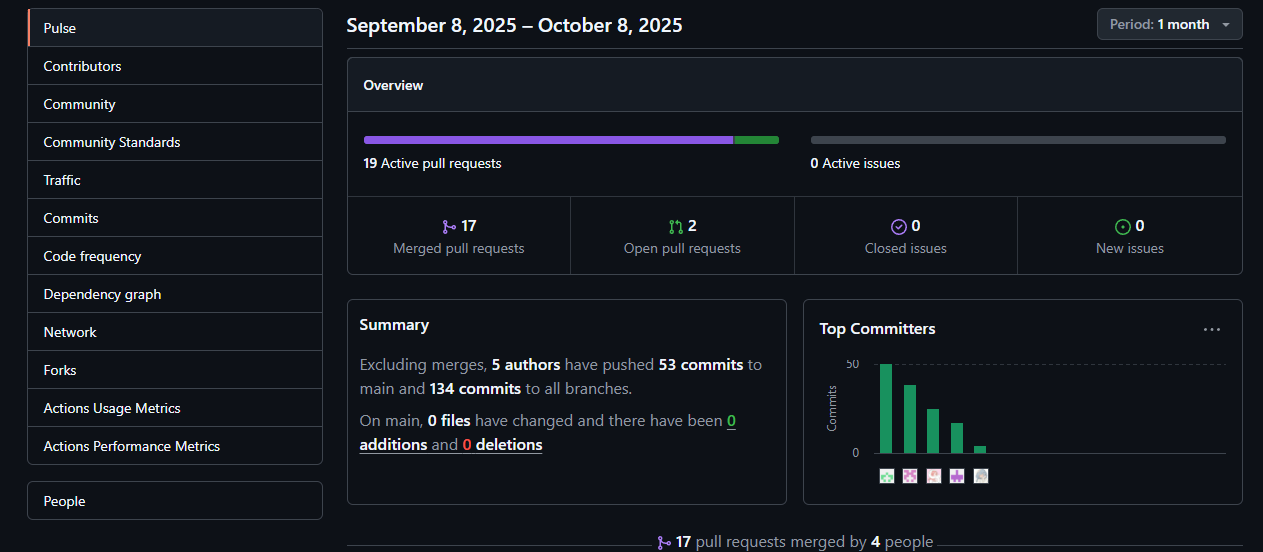 Pulse
Contributors
Community
Community Standards
Traffic
Commits
Code frequency
Dependency graph
Network
Forks
Actions Usage Metrics
Actions Performance Metrics
People
September 8, 2025 – October 8, 2025
Period: 1 month
Overview
19 Active pull requests
0 Active issues
17
Merged pull requests
2
Open pull requests
0
Closed issues
0
New issues
Summary
Excluding merges, 5 authors have pushed 53 commits to
main and 134 commits to all branches.
On main, 0 files have changed and there have been 0
additions and 0 deletions
Top Committers
50
Commits
0
17 pull requests merged by 4 people